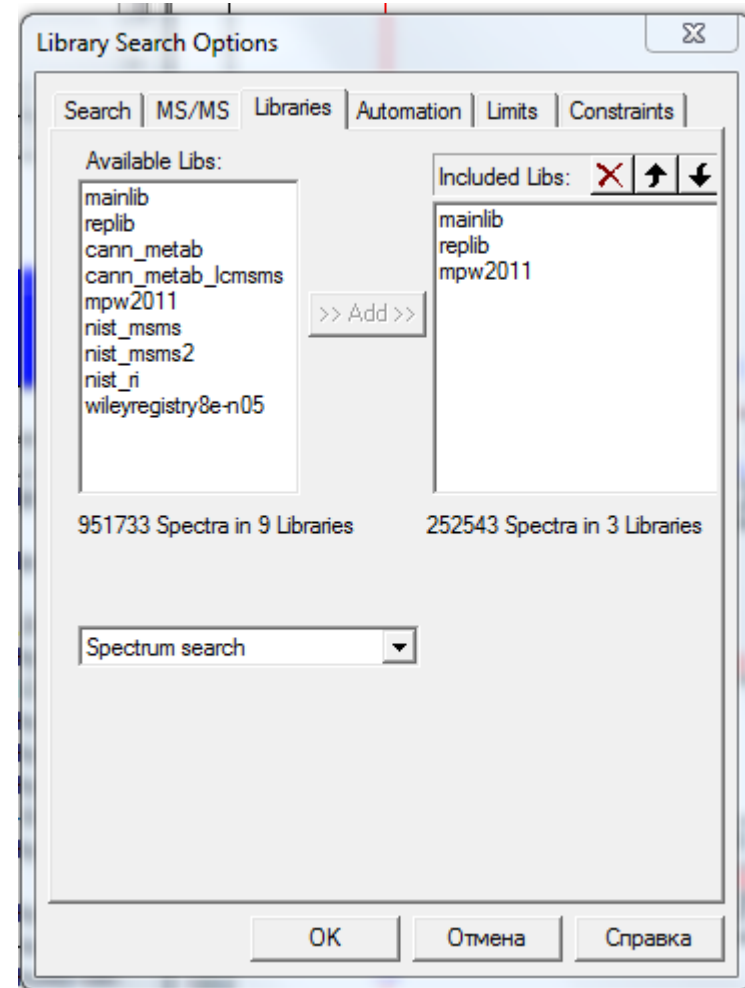 Library Search Options
Search MS/MS Libraries Automation Limits Constraints
Available Libs:
mainlib
replib
cann_metab
cann_metab_lcmsms
mpw2011
nist_msms
nist_msms2
nist_ri
wileyregistry8e-n05
951733 Spectra in 9 Libraries
>> Add >>
Included Libs:
mainlib
replib
mpw2011
252543 Spectra in 3 Libraries
Spectrum search
OK Отмена Справка